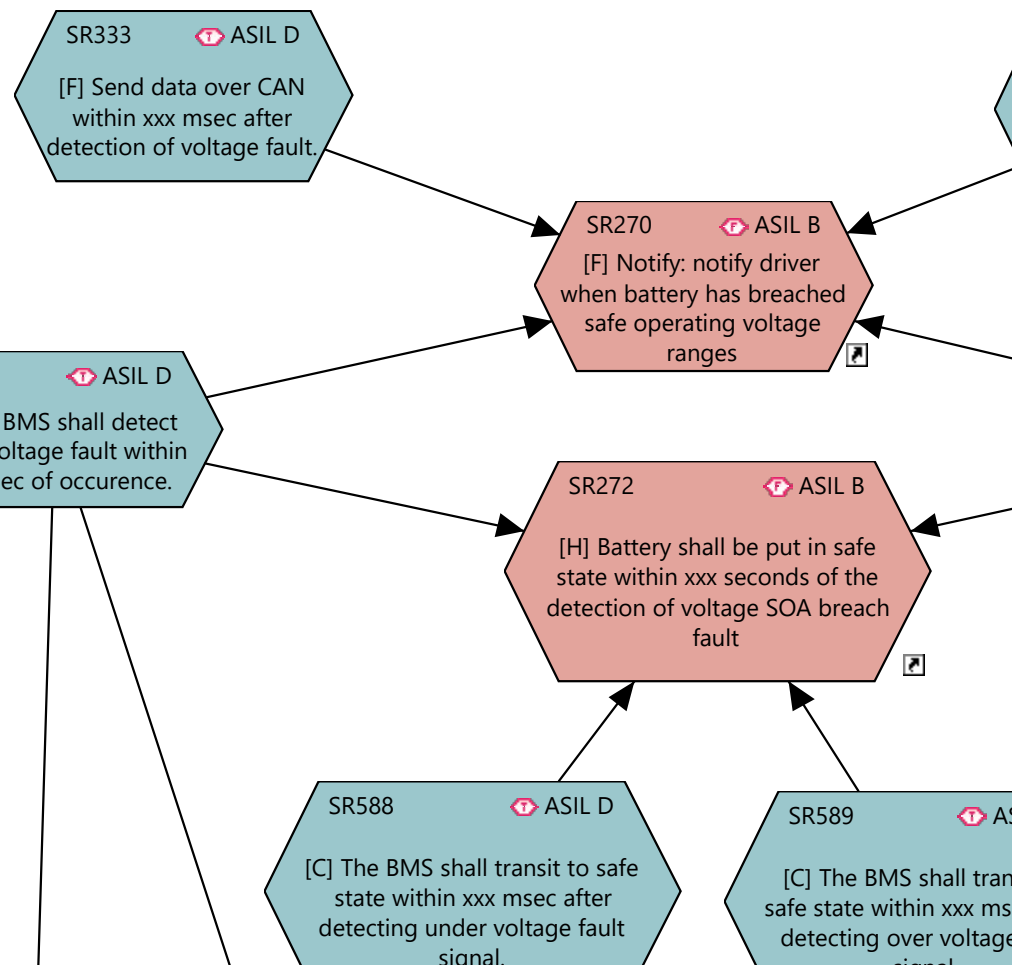 SR333 T ASIL D
[F] Send data over CAN
within xxx msec after
detection of voltage fault.
SR270 F ASIL B
[F] Notify: notify driver
when battery has breached
safe operating voltage
ranges
T ASIL D
BMS shall detect
oltage fault within
ec of occurence.
SR272 F ASIL B
[H] Battery shall be put in safe
state within xxx seconds of the
detection of voltage SOA breach
fault
SR588 T ASIL D
[C] The BMS shall transit to safe
state within xxx msec after
detecting under voltage fault
signal.
SR589 T AS
[C] The BMS shall tran
safe state within xxx ms
detecting over voltage
signal